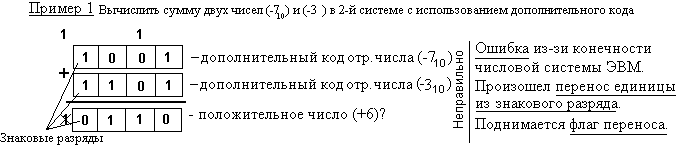 Пример 1 Вычислить сумму двух чисел (-7₁₀) и (-3 ) в 2-й системе с использованием дополнительного кода
1 1
1 0 0 1 – дополнительный код отр. числа (-7₁₀)
+
1 1 0 1 – дополнительный код отр. числа (-3₁₀)
1 0 1 1 0 - положительное число (+6)?
Знаковые разряды
Неправильно
Ошибка из-зи конечности
числовой системы ЭВМ.
Произошел перенос единицы
из знакового разряда.
Поднимается флаг переноса.